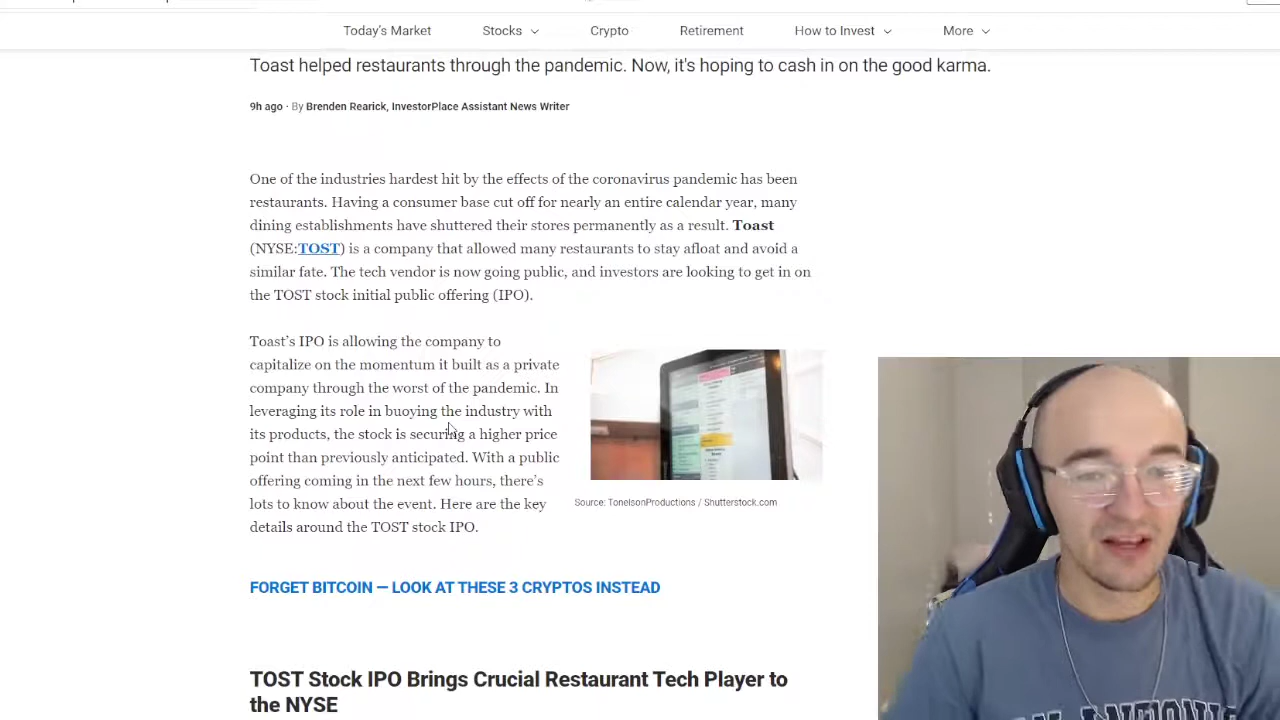 Today's Market Stocks Crypto Retirement How to Invest More
Toast helped restaurants through the pandemic. Now, it's hoping to cash in on the good karma.
9h ago · By Brenden Rearick, InvestorPlace Assistant News Writer
One of the industries hardest hit by the effects of the coronavirus pandemic has been
restaurants. Having a consumer base cut off for nearly an entire calendar year, many
dining establishments have shuttered their stores permanently as a result. Toast
(NYSE:TOST) is a company that allowed many restaurants to stay afloat and avoid a
similar fate. The tech vendor is now going public, and investors are looking to get in on
the TOST stock initial public offering (IPO).
Toast’s IPO is allowing the company to
capitalize on the momentum it built as a private
company through the worst of the pandemic. In
leveraging its role in buoying the industry with
its products, the stock is securing a higher price
point than previously anticipated. With a public
offering coming in the next few hours, there’s
lots to know about the event. Here are the key
details around the TOST stock IPO.
Source: TonelsonProductions / Shutterstock.com
FORGET BITCOIN — LOOK AT THESE 3 CRYPTOS INSTEAD
TOST Stock IPO Brings Crucial Restaurant Tech Player to
the NYSE